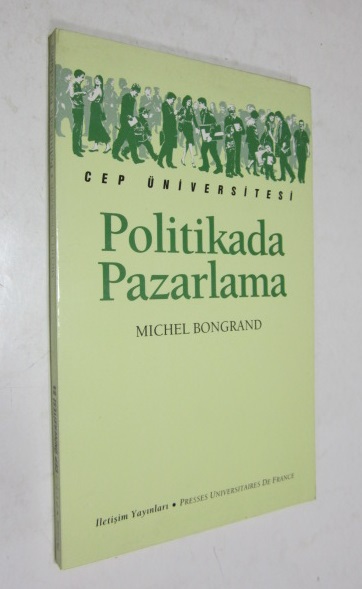 CEP ÜNİVERSİTESİ
Politikada
Pazarlama
MICHEL BONGRAND
İletişim Yayınları • PRESSES UNIVERSITAIRES DE FRANCE